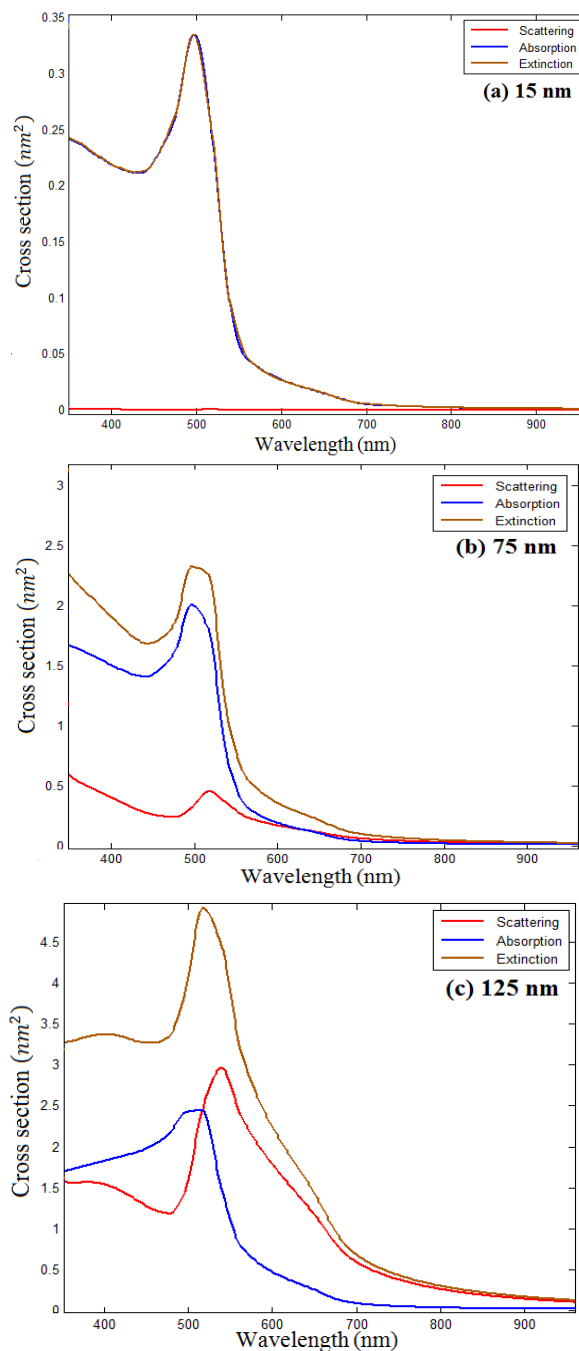 0.35
0.3
0.25
0.2
0.15
0.1
0.05
0
Cross section (nm²)
Scattering
Absorption
Extinction
(a) 15 nm
400 500 600 700 800 900
Wavelength (nm)
3
2.5
2
1.5
1
0.5
0
Cross section (nm²)
Scattering
Absorption
Extinction
(b) 75 nm
400 500 600 700 800 900
Wavelength (nm)
4.5
4
3.5
3
2.5
2
1.5
1
0.5
0
Cross section (nm²)
Scattering
Absorption
Extinction
(c) 125 nm
400 500 600 700 800 900
Wavelength (nm)